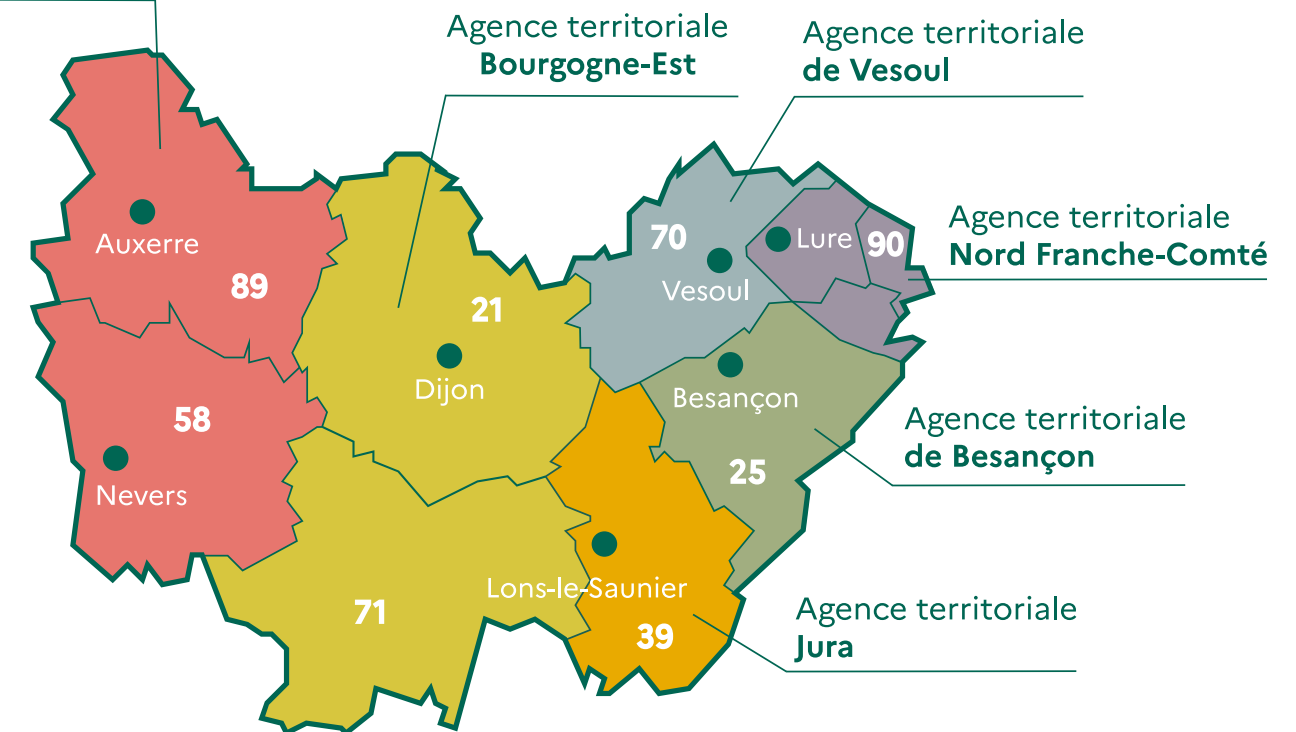 Agence territoriale
Bourgogne-Est
Agence territoriale
de Vesoul
Agence territoriale
Nord Franche-Comté
Agence territoriale
de Besançon
Agence territoriale
Jura
Auxerre
89
58
Nevers
21
Dijon
71
70
Vesoul
Lure
90
Besançon
25
Lons-le-Saunier
39